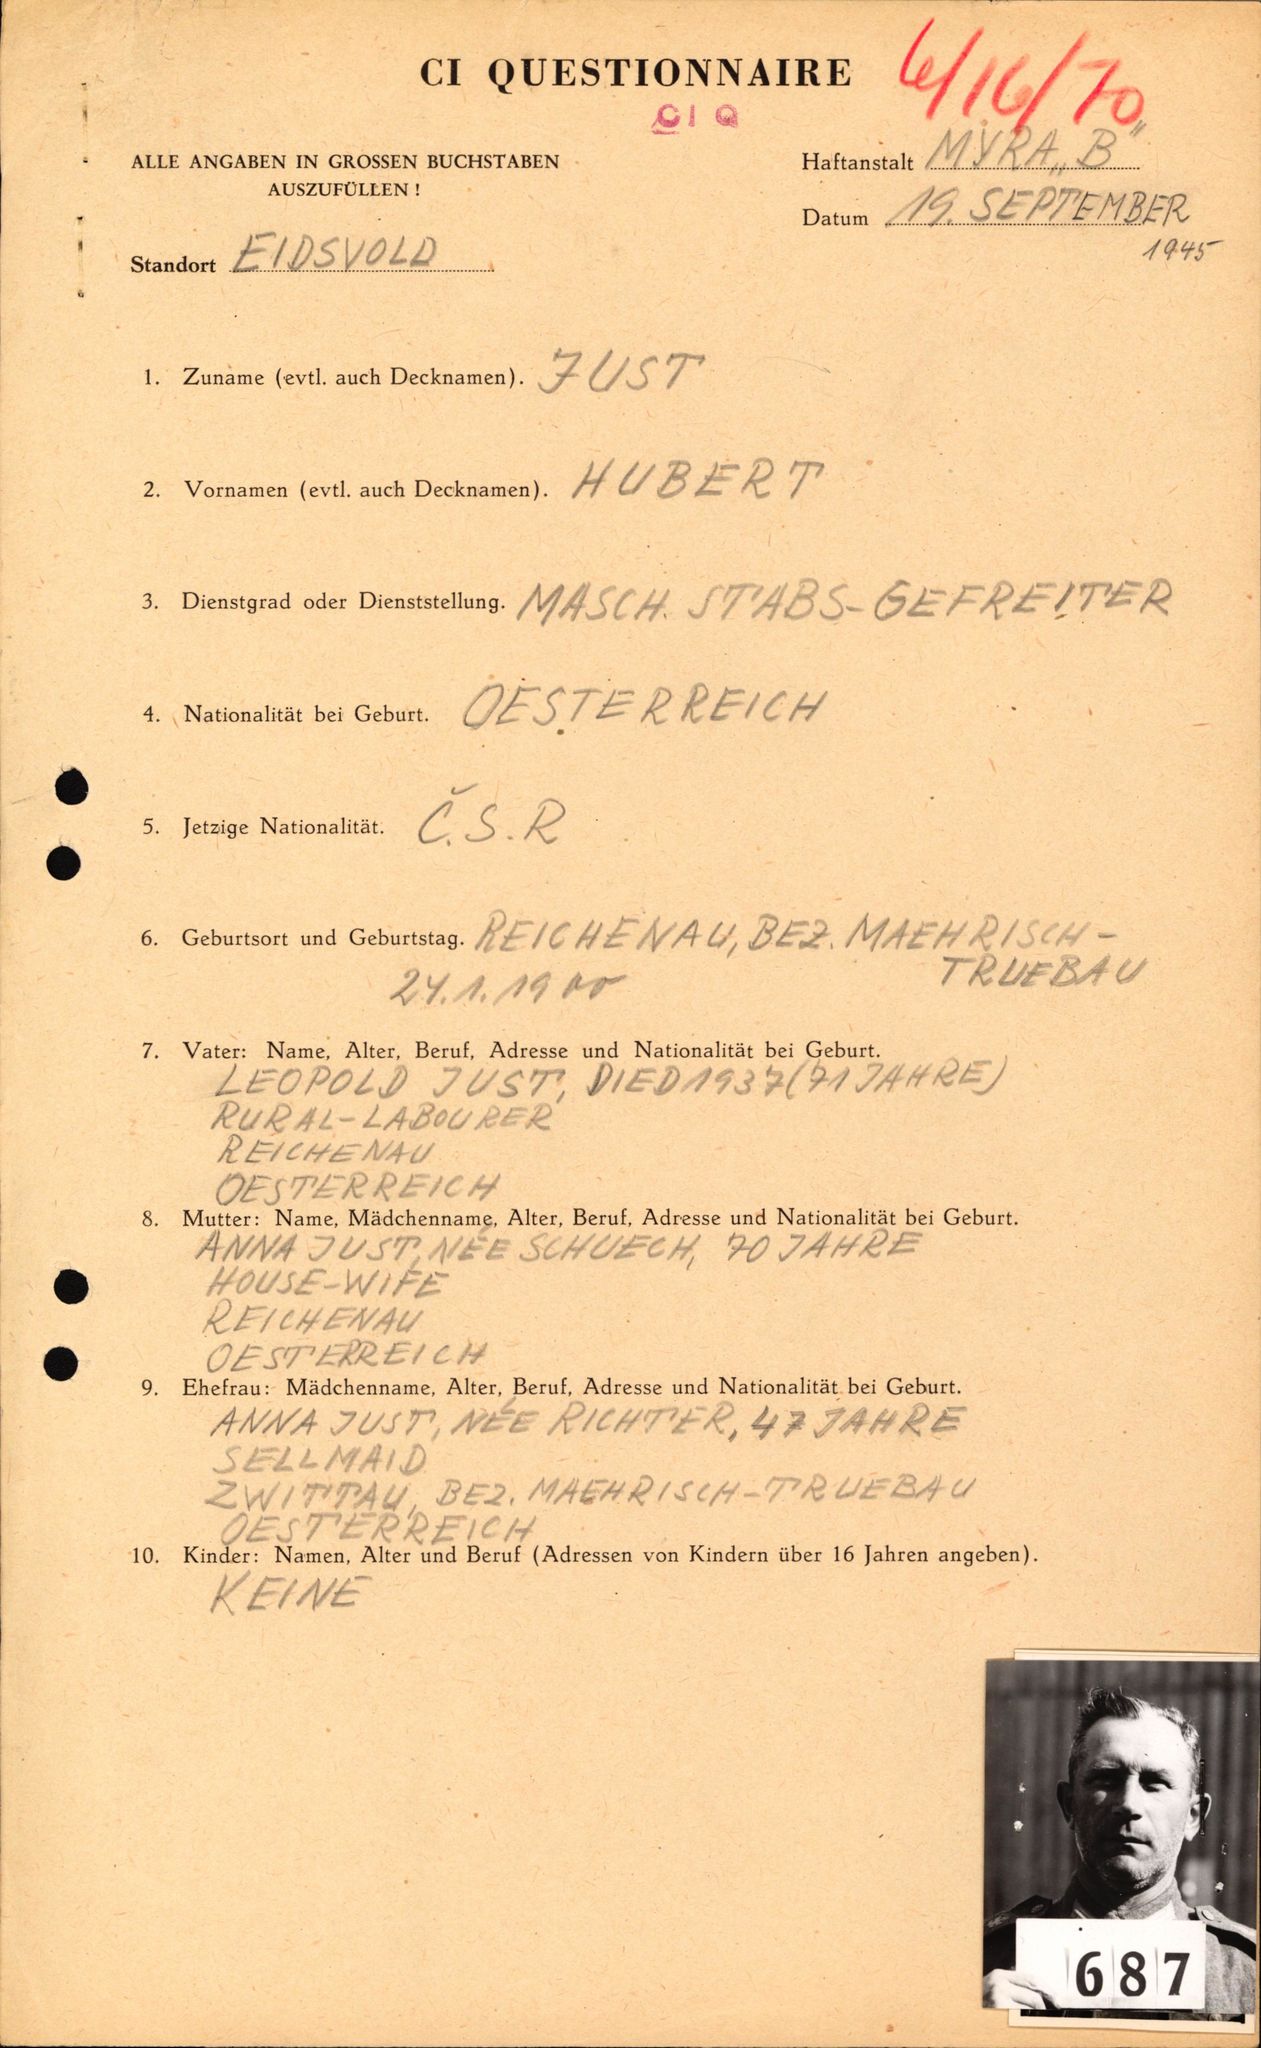 CI QUESTIONNAIRE
6/16/70
CIQ
ALLE ANGABEN IN GROSSEN BUCHSTABEN
AUSZUFÜLLEN !
Haftanstalt MYRA „B"
Datum 19. SEPTEMBER
1945
Standort EIDSVOLD
1. Zuname (evtl. auch Decknamen). JUST
2. Vornamen (evtl. auch Decknamen). HUBERT
3. Dienstgrad oder Dienststellung. MASCH. STABS-GEFREITER
4. Nationalität bei Geburt. OESTERREICH
5. Jetzige Nationalität. Č.S.R
6. Geburtsort und Geburtstag. REICHENAU, BEZ. MAEHRISCH-
TRUEBAU
24.1.1900
7. Vater: Name, Alter, Beruf, Adresse und Nationalität bei Geburt.
LEOPOLD JUST, DIED 1937 (71 JAHRE)
RURAL-LABOURER
REICHENAU
OESTERREICH
8. Mutter: Name, Mädchenname, Alter, Beruf, Adresse und Nationalität bei Geburt.
ANNA JUST, NÉE SCHUECH, 70 JAHRE
HOUSE-WIFE
REICHENAU
OESTERREICH
9. Ehefrau: Mädchenname, Alter, Beruf, Adresse und Nationalität bei Geburt.
ANNA JUST, NÉE RICHTER, 47 JAHRE
SELLMAID
ZWITTAU, BEZ. MAEHRISCH-TRUEBAU
OESTERREICH
10. Kinder: Namen, Alter und Beruf (Adressen von Kindern über 16 Jahren angeben).
KEINE
687